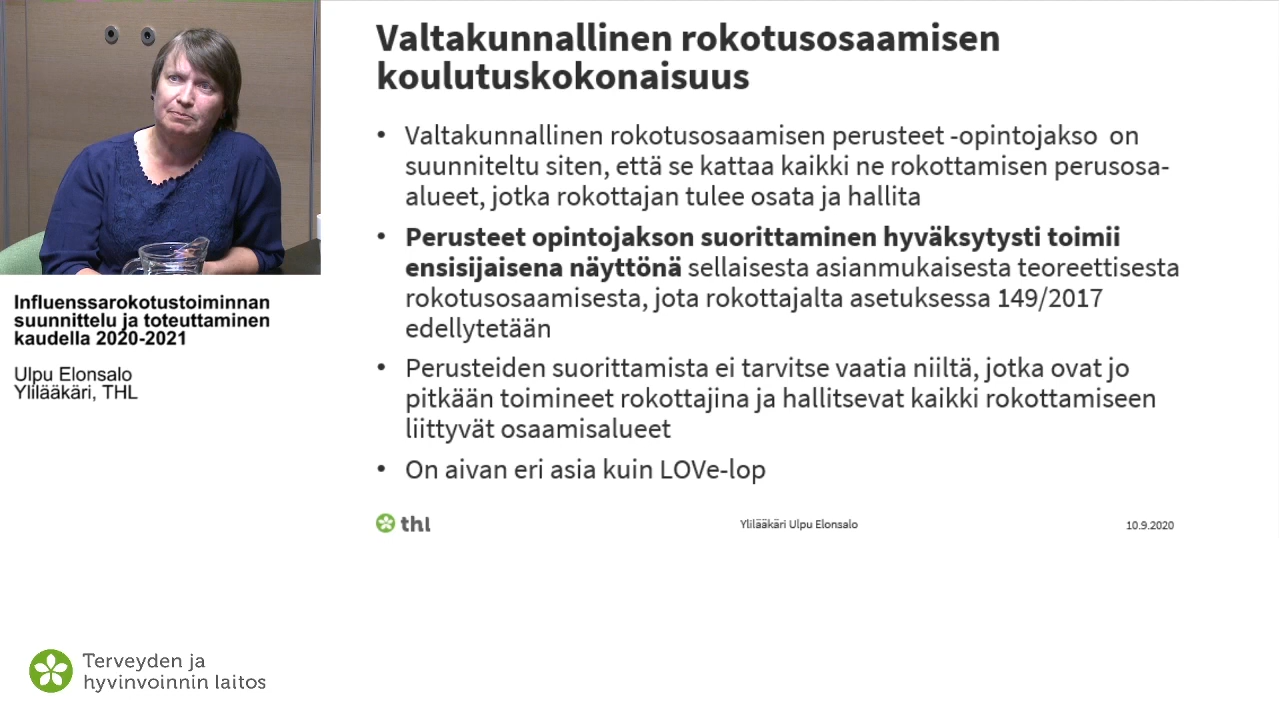 Valtakunnallinen rokotusosaamisen
koulutuskokonaisuus
• Valtakunnallinen rokotusosaamisen perusteet -opintojakso on
suunniteltu siten, että se kattaa kaikki ne rokottamisen perusosa-
alueet, jotka rokottajan tulee osata ja hallita
• Perusteet opintojakson suorittaminen hyväksytysti toimii
ensisijaisena näyttönä sellaisesta asianmukaisesta teoreettisesta
rokotusosaamisesta, jota rokottajalta asetuksessa 149/2017
edellytetään
• Perusteiden suorittamista ei tarvitse vaatia niiltä, jotka ovat jo
pitkään toimineet rokottajina ja hallitsevat kaikki rokottamiseen
liittyvät osaamisalueet
• On aivan eri asia kuin LOVe-lop
thl
Ylilääkäri Ulpu Elonsalo
10.9.2020
Influenssarokotustoiminnan
suunnittelu ja toteuttaminen
kaudella 2020-2021
Ulpu Elonsalo
Ylilääkäri, THL
Terveyden ja
hyvinvoinnin laitos